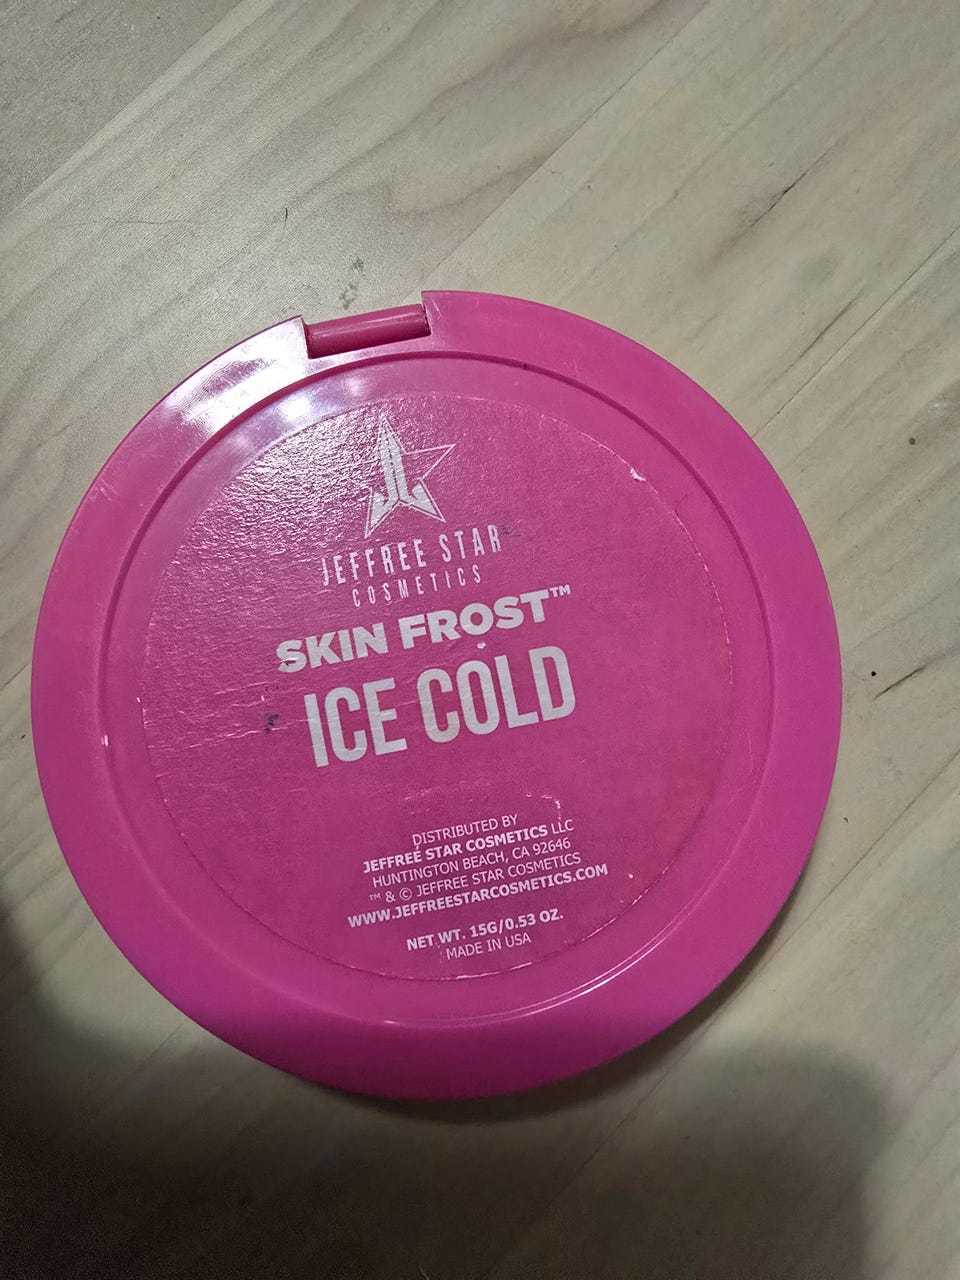 JEFFREE STAR
COSMETICS
SKIN FROST™
ICE COLD
DISTRIBUTED BY
JEFFREE STAR COSMETICS LLC
HUNTINGTON BEACH, CA 92646
™ & © JEFFREE STAR COSMETICS
WWW.JEFFREESTARCOSMETICS.COM
NET WT. 15G/0.53 OZ.
MADE IN USA